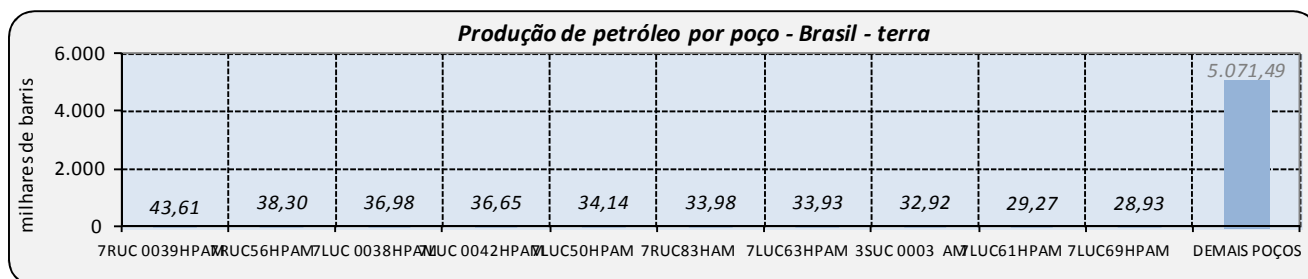 Produção de petróleo por poço - Brasil - terra
milhares de barris
6.000
4.000
2.000
0
43,61 38,30 36,98 36,65 34,14 33,98 33,93 32,92 29,27 28,93 5.071,49
7RUC 0039HPAM 7RUC56HPAM 7LUC 0038HPAM 7LUC 0042HPAM 7LUC50HPAM 7RUC83HAM 7LUC63HPAM 3SUC 0003 AM 7LUC61HPAM 7LUC69HPAM DEMAIS POÇOS